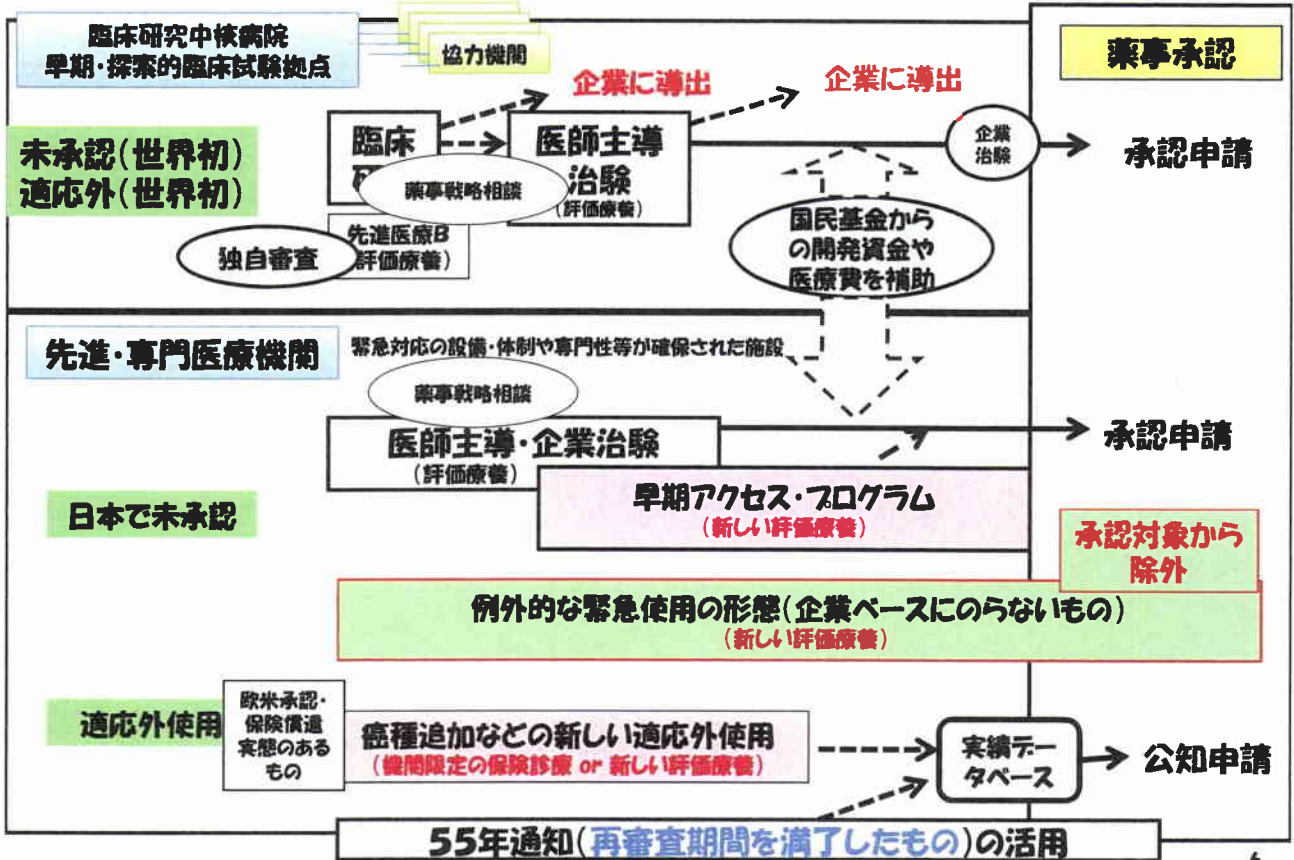 臨床研究中核病院
早期・探索的臨床試験拠点
協力機関
薬事承認
企業に導出
企業に導出
未承認(世界初)
適応外(世界初)
臨床
医師主導
治験
(評価療養)
薬事戦略相談
企業
治験
承認申請
先進医療B
評価療養)
独自審査
国民基金から
の開発資金や
医療費を補助
先進・専門医療機関
緊急対応の設備・体制や専門性等が確保された施設
薬事戦略相談
医師主導・企業治験
(評価療養)
承認申請
早期アクセス・プログラム
(新しい評価療養)
日本で未承認
承認対象から
除外
例外的な緊急使用の形態(企業ベースにのらないもの)
(新しい評価療養)
適応外使用
欧米承認・
保険償還
実態のある
もの
癌種追加などの新しい適応外使用
(機関限定の保険診療 or 新しい評価療養)
実績デー
タベース
公知申請
55年通知(再審査期間を満了したもの)の活用